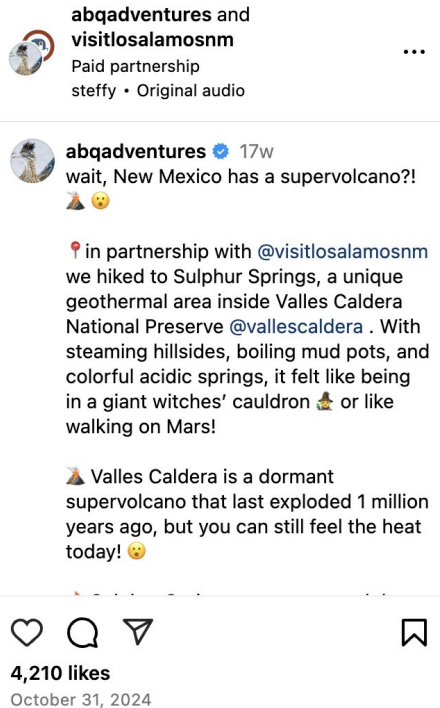 abqadventures and
visitlosalamosnm
Paid partnership
steffy • Original audio
abqadventures 17w
wait, New Mexico has a supervolcano?!
🌋😮
📍in partnership with @visitlosalamosnm
we hiked to Sulphur Springs, a unique
geothermal area inside Valles Caldera
National Preserve @vallescaldera . With
steaming hillsides, boiling mud pots, and
colorful acidic springs, it felt like being
in a giant witches’ cauldron 🧙‍♀️ or like
walking on Mars!
🌋 Valles Caldera is a dormant
supervolcano that last exploded 1 million
years ago, but you can still feel the heat
today! 😮
4,210 likes
October 31, 2024